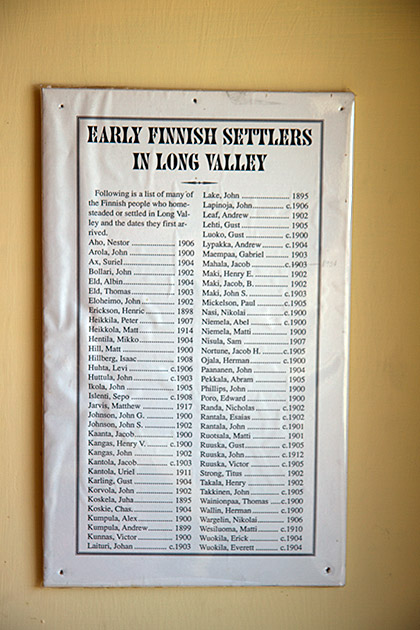 EARLY FINNISH SETTLERS
IN LONG VALLEY
Following is a list of many of
the Finnish people who home-
steaded or settled in Long Val-
ley and the dates they first ar-
rived.
Aho, Nestor 1906
Arola, John 1900
Ax, Suriel 1904
Bollari, John 1902
Eld, Albin 1904
Eld, Thomas 1903
Eloheimo, John 1902
Erickson, Henric 1898
Heikkila, Peter 1907
Heikkola, Matt 1914
Hentila, Mikko 1904
Hill, Matt 1900
Hillberg, Isaac 1908
Huhta, Levi c.1906
Huttula, John c.1903
Ikola, John 1905
Islenti, Sepo c.1908
Jarvis, Matthew 1917
Johnson, John G. 1900
Johnson, John S. 1902
Kaanta, Jacob 1900
Kangas, Henry V. c.1900
Kangas, John 1902
Kantola, Jacob c.1903
Kantola, Uriel 1911
Karling, Gust 1904
Korvola, John 1902
Koskela, Juha 1895
Koskie, Chas. 1904
Kumpula, Alex 1900
Kumpula, Andrew 1899
Kunnas, Victor 1900
Laituri, Johan c.1903
Lake, John 1895
Lapinoja, John c.1906
Leaf, Andrew 1902
Lehti, Gust 1905
Luoko, Gust c.1900
Lypakka, Andrew c.1904
Maempaa, Gabriel 1903
Mahala, Jacob c.1903
Maki, Henry E. 1902
Maki, Jacob, B. 1902
Maki, John S. c.1903
Mickelson, Paul c.1905
Nasi, Nikolai c.1900
Niemela, Abel c.1900
Niemela, Matti 1900
Nisula, Sam 1907
Nortune, Jacob H. c.1905
Ojala, Herman c.1900
Paananen, John 1904
Pekkala, Abram 1905
Phillips, John 1900
Poro, Edward 1900
Randa, Nicholas c.1902
Rantala, Esaias c.1902
Rantala, John c.1901
Ruotsala, Matti c.1901
Ruuska, Gust c.1905
Ruuska, John c.1912
Ruuska, Victor c.1905
Strong, Titus 1902
Takala, Henry 1902
Takkinen, John c.1905
Wainionpaa, Thomas c.1900
Wallin, Herman c.1900
Wargelin, Nikolai 1906
Wesiluoma, Matti c.1910
Wuokila, Erick c.1904
Wuokila, Everett c.1904